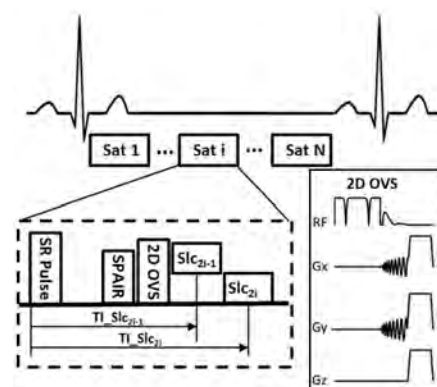 Sat 1 ... Sat i ... Sat N
2D OVS
RF
Gx
Gy
Gz
SR Pulse
SPAIR
2D OVS
Slc2i-1
Slc2i
TI_Slc2i-1
TI_Slc2i